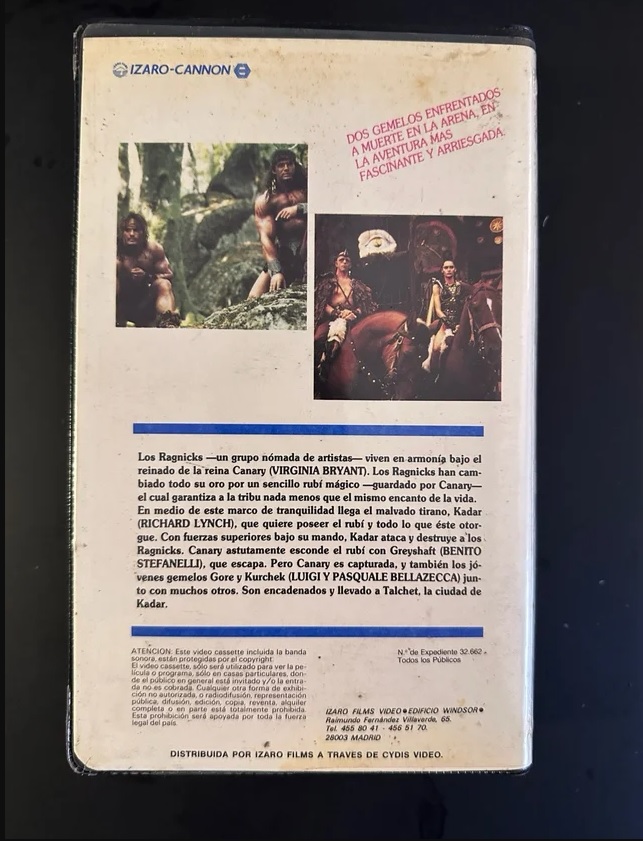 IZARO-CANNON
DOS GEMELOS ENFRENTADOS
A MUERTE EN LA ARENA, EN
LA AVENTURA MAS
FASCINANTE Y ARRIESGADA.
Los Ragnicks —un grupo nómada de artistas— viven en armonía bajo el
reinado de la reina Canary (VIRGINIA BRYANT). Los Ragnicks han cam-
biado todo su oro por un sencillo rubí mágico —guardado por Canary—
el cual garantiza a la tribu nada menos que el mismo encanto de la vida.
En medio de este marco de tranquilidad llega el malvado tirano, Kadar
(RICHARD LYNCH), que quiere poseer el rubí y todo lo que éste otor-
gue. Con fuerzas superiores bajo su mando, Kadar ataca y destruye a los
Ragnicks. Canary astutamente esconde el rubí con Greyshaft (BENITO
STEFANELLI), que escapa. Pero Canary es capturada, y también los jó-
venes gemelos Gore y Kurchek (LUIGI Y PASQUALE BELLAZECCA) jun-
to con muchos otros. Son encadenados y llevado a Talchet, la ciudad de
Kadar.
ATENCION: Este video cassette incluida la banda
sonora, están protegidas por el copyright.
El video cassette, sólo será utilizado para ver la pe-
lícula o programa, sólo en casas particulares, don-
de el público en general está invitado y/o la entra-
da no es cobrada. Cualquier otra forma de exhibi-
ción no autorizada, o radiodifusión, representación
pública, difusión, edición, copia, reventa, alquiler
completa o en parte está totalmente prohibida.
Esta prohibición será apoyada por toda la fuerza
legal del país.
N.º de Expediente 32.662
Todos los Públicos
IZARO FILMS VIDEO●EDIFICIO WINDSOR●
Raimundo Fernández Villaverde, 65.
Tel. 455 80 41 - 456 51 70.
28003 MADRID
DISTRIBUIDA POR IZARO FILMS A TRAVES DE CYDIS VIDEO.